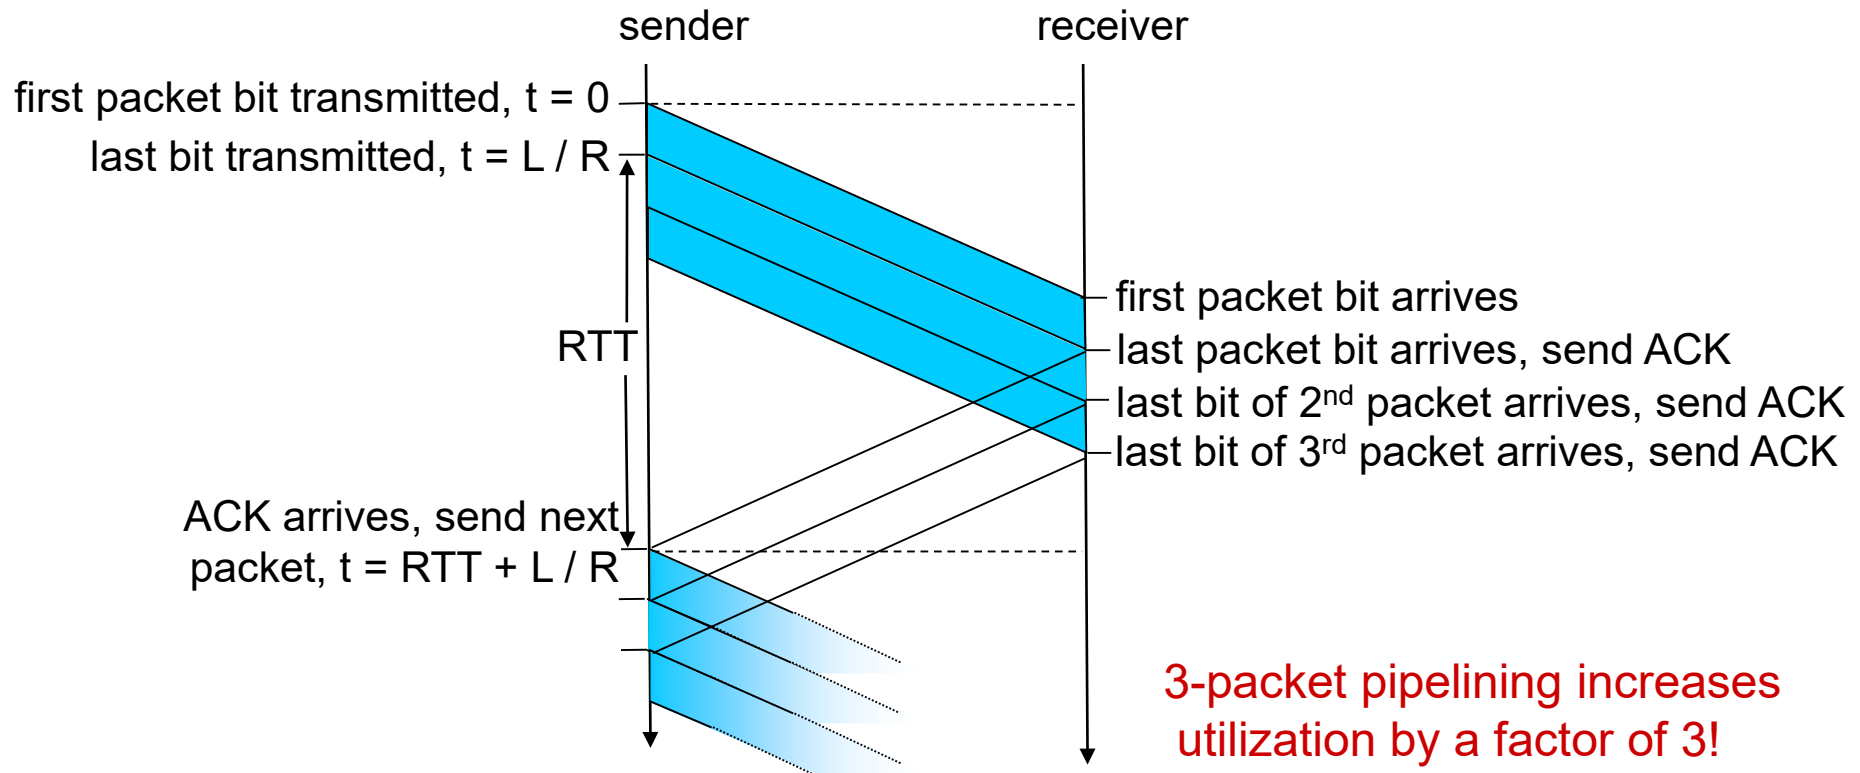 sender
receiver
first packet bit transmitted, t = 0
last bit transmitted, t = L / R
first packet bit arrives
RTT
last packet bit arrives, send ACK
last bit of 2nd packet arrives, send ACK
last bit of 3rd packet arrives, send ACK
ACK arrives, send next
packet, t = RTT + L / R
3-packet pipelining increases
utilization by a factor of 3!